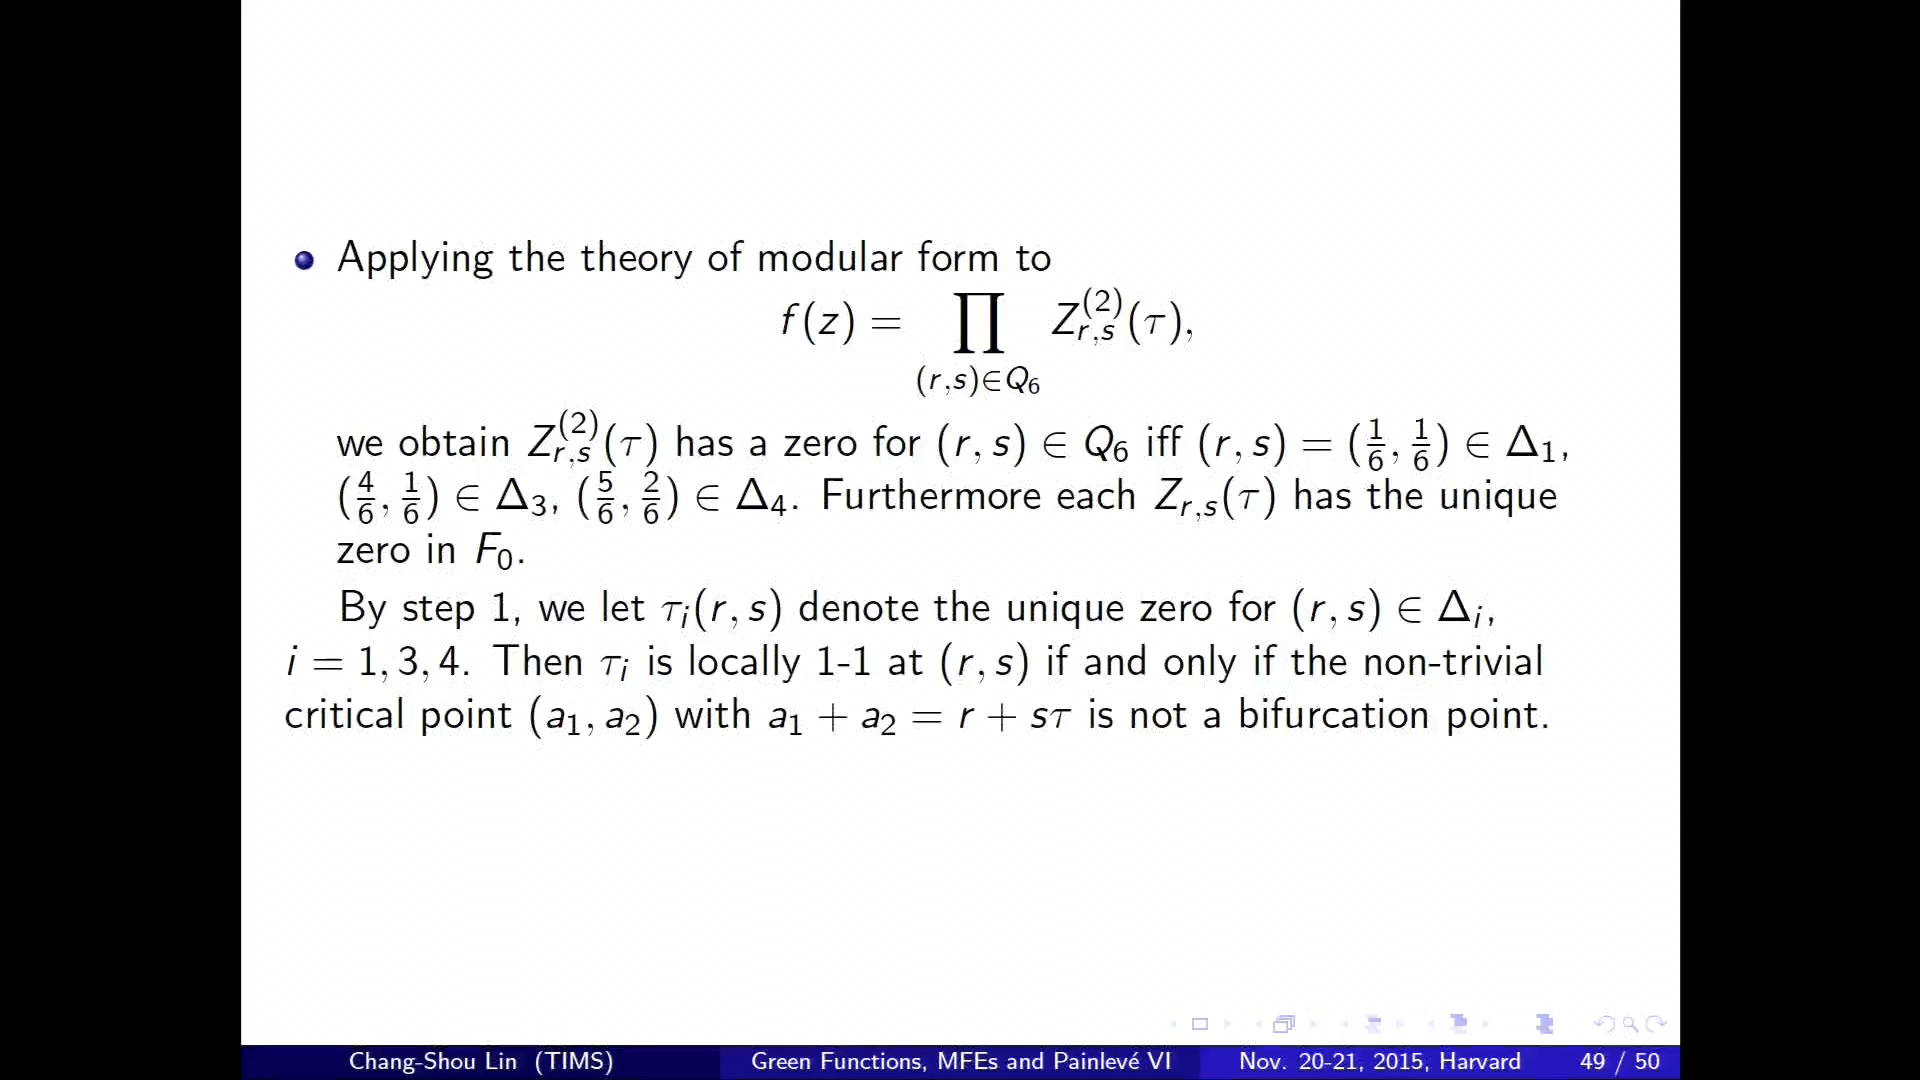 • Applying the theory of modular form to
f(z) = ∏_{(r,s)∈Q_6} Z_{r,s}^{(2)}(τ),
we obtain Z_{r,s}^{(2)}(τ) has a zero for (r, s) ∈ Q_6 iff (r, s) = (1/6, 1/6) ∈ Δ_1,
(4/6, 1/6) ∈ Δ_3, (5/6, 2/6) ∈ Δ_4. Furthermore each Z_{r,s}(τ) has the unique
zero in F_0.
By step 1, we let τ_i(r, s) denote the unique zero for (r, s) ∈ Δ_i,
i = 1, 3, 4. Then τ_i is locally 1-1 at (r, s) if and only if the non-trivial
critical point (a_1, a_2) with a_1 + a_2 = r + sτ is not a bifurcation point.
Chang-Shou Lin (TIMS) Green Functions, MFEs and Painlevé VI Nov. 20-21, 2015, Harvard 49 / 50